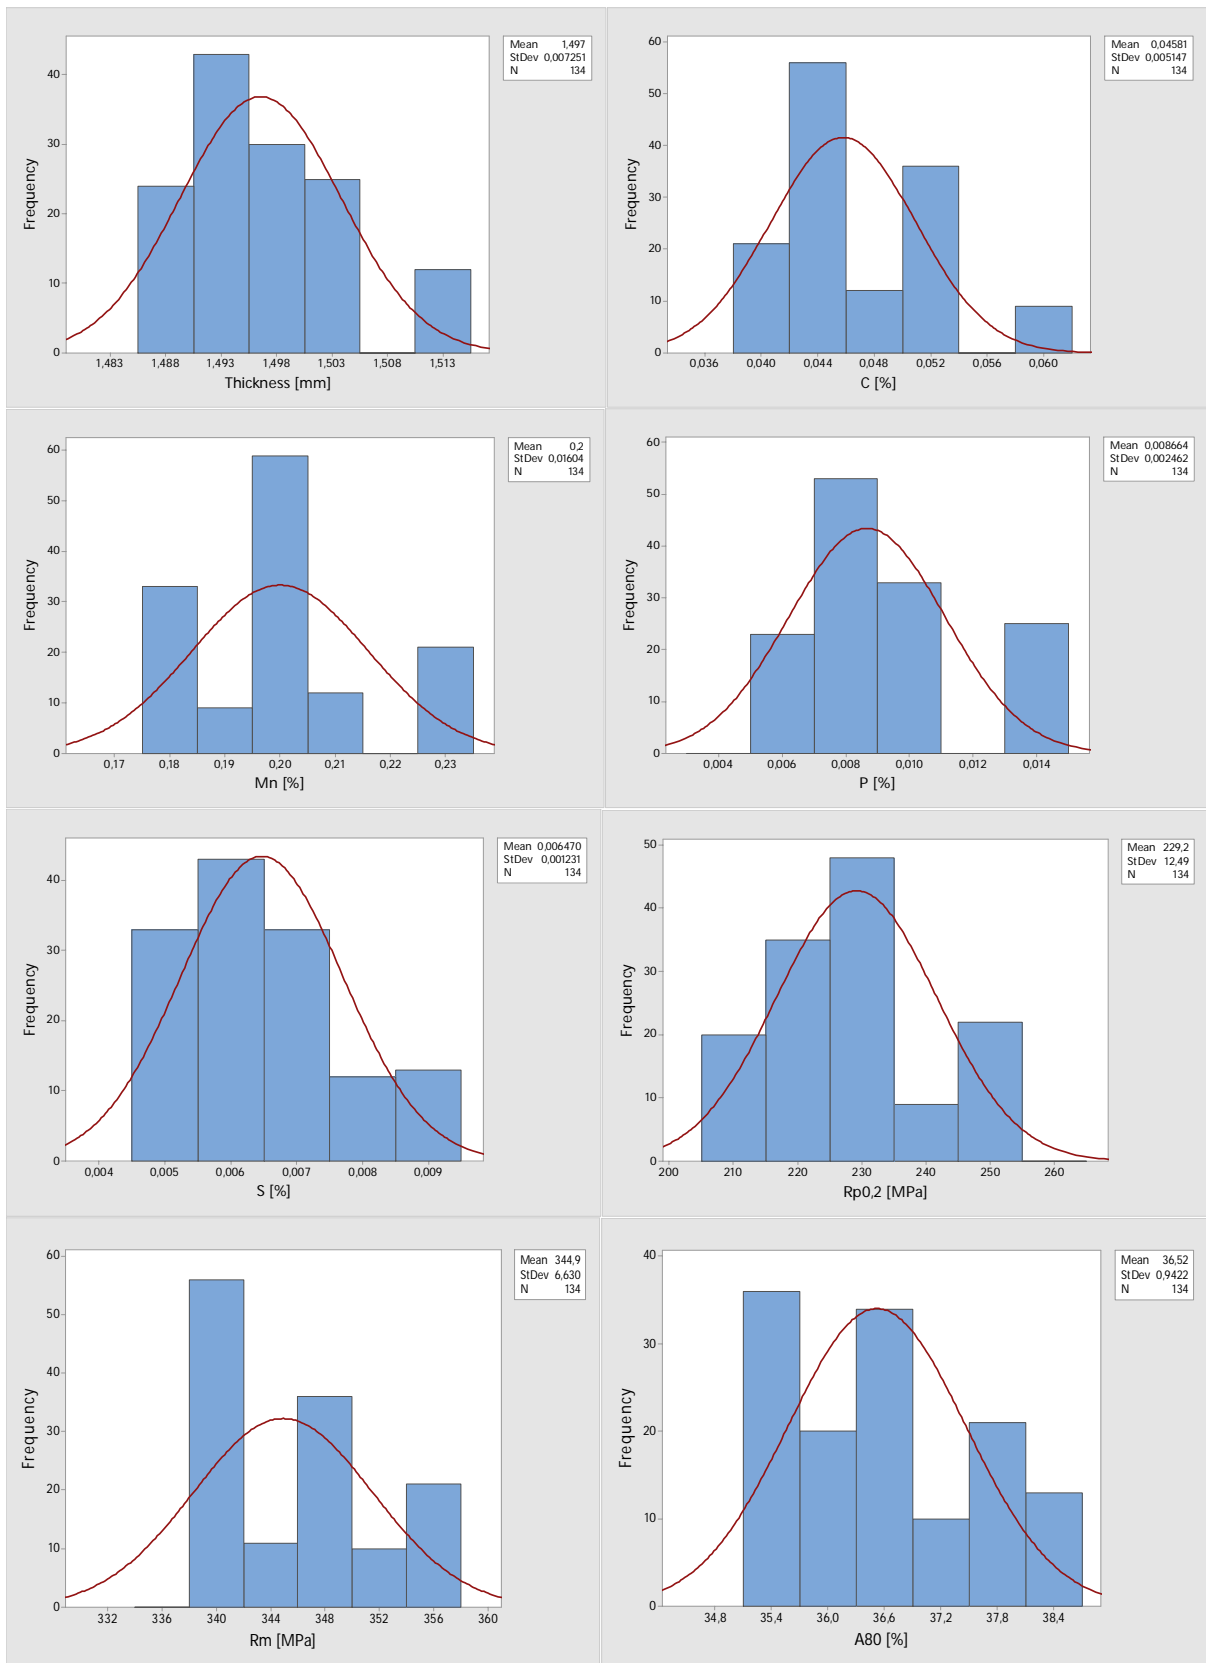 Mean 1,497
StDev 0,007251
N 134
Frequency
40
30
20
10
0
1,483 1,488 1,493 1,498 1,503 1,508 1,513
Thickness [mm]
Mean 0,04581
StDev 0,005147
N 134
Frequency
60
50
40
30
20
10
0
0,036 0,040 0,044 0,048 0,052 0,056 0,060
C [%]
Mean 0,2
StDev 0,01604
N 134
Frequency
60
50
40
30
20
10
0
0,17 0,18 0,19 0,20 0,21 0,22 0,23
Mn [%]
Mean 0,008664
StDev 0,002462
N 134
Frequency
60
50
40
30
20
10
0
0,004 0,006 0,008 0,010 0,012 0,014
P [%]
Mean 0,006470
StDev 0,001231
N 134
Frequency
40
30
20
10
0
0,004 0,005 0,006 0,007 0,008 0,009
S [%]
Mean 229,2
StDev 12,49
N 134
Frequency
50
40
30
20
10
0
200 210 220 230 240 250 260
Rp0,2 [MPa]
Mean 344,9
StDev 6,630
N 134
Frequency
60
50
40
30
20
10
0
332 336 340 344 348 352 356 360
Rm [MPa]
Mean 36,52
StDev 0,9422
N 134
Frequency
40
30
20
10
0
34,8 35,4 36,0 36,6 37,2 37,8 38,4
A80 [%]